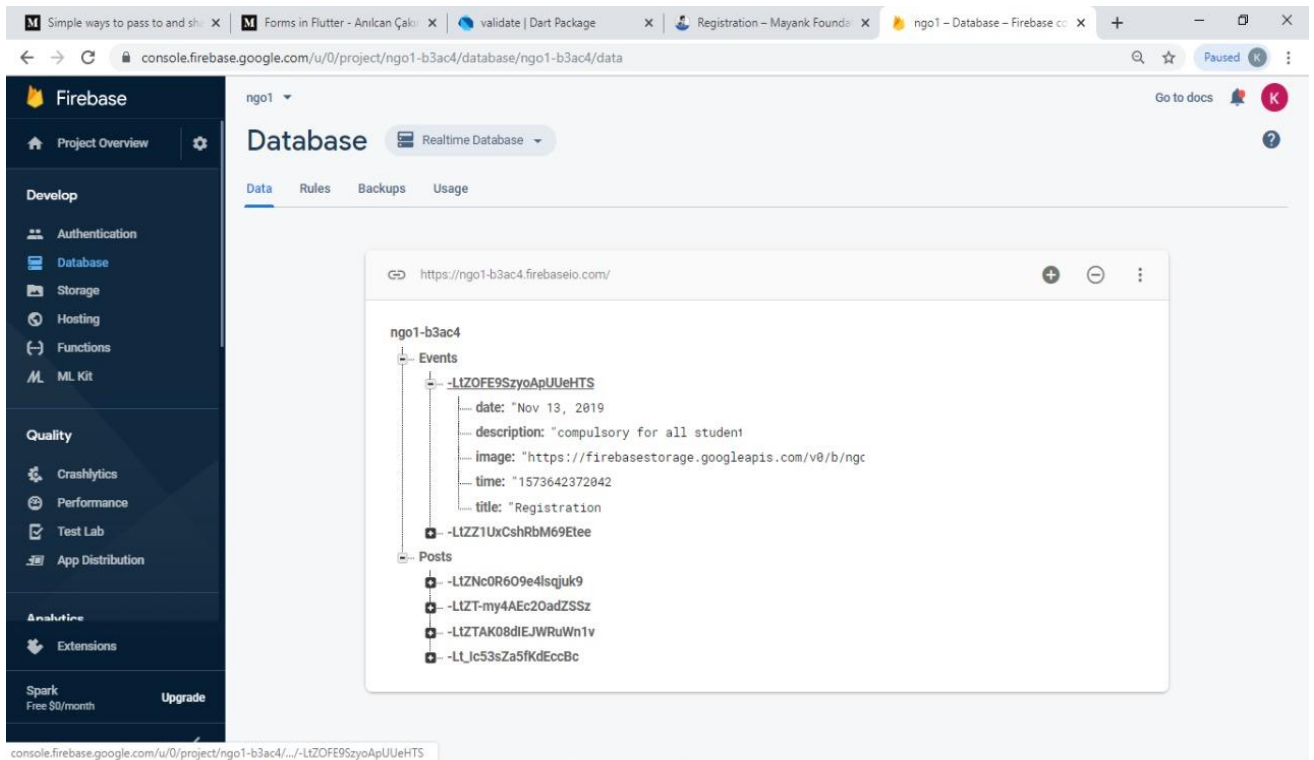 Simple ways to pass to and sh
Forms in Flutter - Anılcan Çakı
validate | Dart Package
Registration – Mayank Founda
ngo1 – Database – Firebase co
console.firebase.google.com/u/0/project/ngo1-b3ac4/database/ngo1-b3ac4/data
Paused K
Firebase
ngo1
Go to docs
K
Project Overview
Database
Realtime Database
Data Rules Backups Usage
Develop
Authentication
Database
Storage
Hosting
Functions
ML Kit
Quality
Crashlytics
Performance
Test Lab
App Distribution
Analytics
Extensions
Spark
Free $0/month
Upgrade
https://ngo1-b3ac4.firebaseio.com/
ngo1-b3ac4
Events
-LtZOFE9SzyoApUUeHTS
date: "Nov 13, 2019
description: "compulsory for all student
image: "https://firebasestorage.googleapis.com/v0/b/ngo
time: "1573642372042
title: "Registration
-LtZZ1UxCshRbM69Etee
Posts
-LtZNc0R6O9e4lsqjuk9
-LtZT-my4AEc2OadZSSz
-LtZTAK08dIEJWRuWn1v
-Lt_Ic53sZa5fKdEccBc
console.firebase.google.com/u/0/project/ngo1-b3ac4/.../-LtZOFE9SzyoApUUeHTS